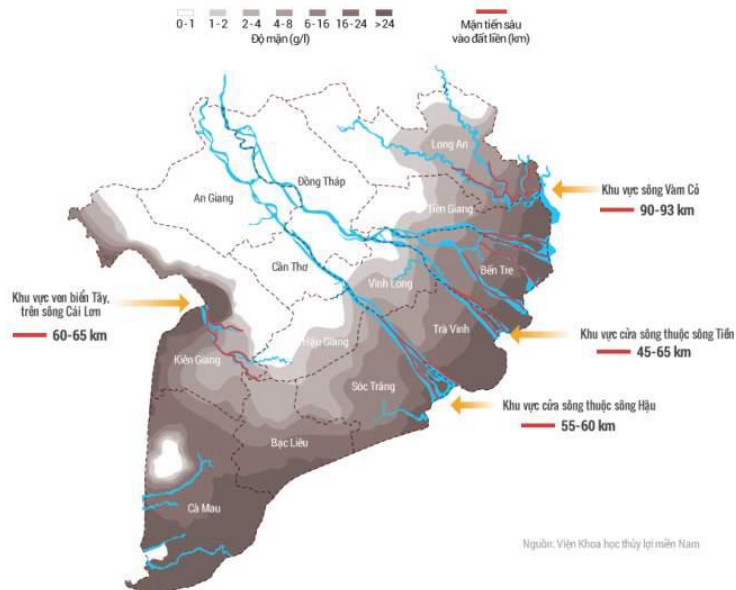 0-1 1-2 2-4 4-8 6-16 16-24 >24
Độ mặn (g/l)
Mặn tiến sâu
vào đất liền (km)
Long An
Đồng Tháp
An Giang
Tiền Giang
Khu vực sông Vàm Cỏ
90-93 km
Cần Thơ
Bến Tre
Vĩnh Long
Khu vực ven biển Tây,
trên sông Cái Lớn
60-65 km
Trà Vinh
Khu vực cửa sông thuộc sông Tiền
45-65 km
Hậu Giang
Kiên Giang
Sóc Trăng
Khu vực cửa sông thuộc sông Hậu
55-60 km
Bạc Liêu
Cà Mau
Nguồn: Viện Khoa học thủy lợi miền Nam